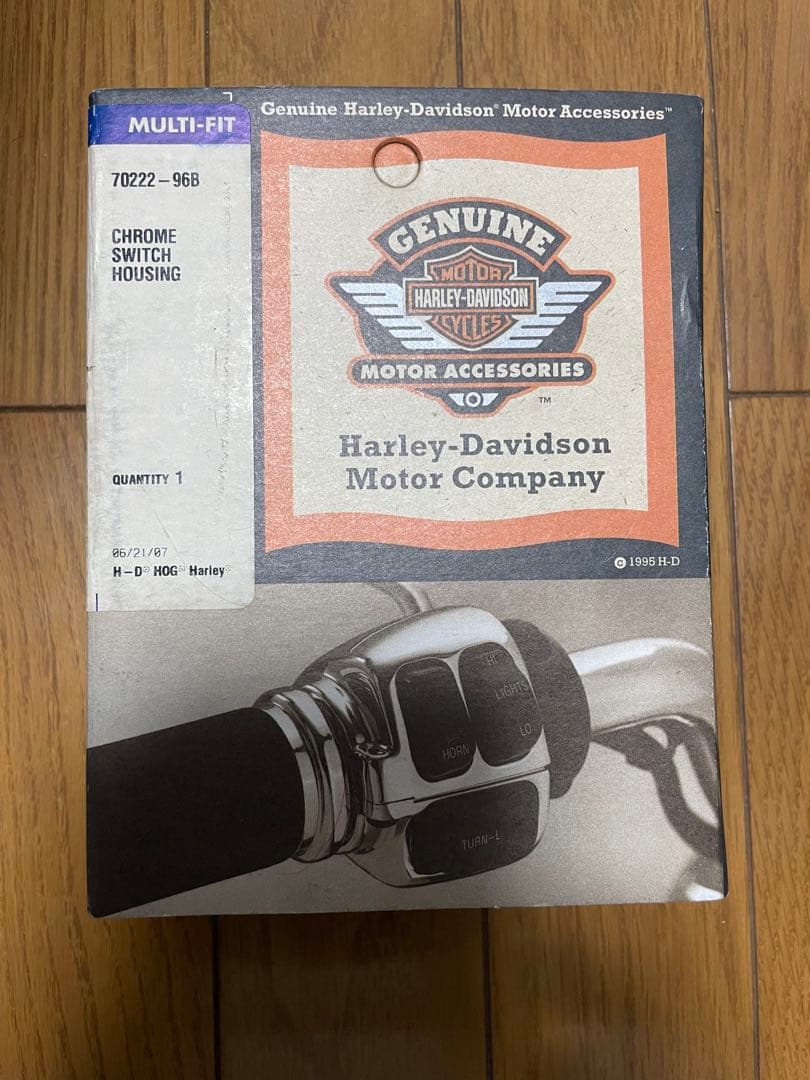 MULTI-FIT
70222-96B
CHROME
SWITCH
HOUSING
QUANTITY 1
06/21/07
H-D® HOG® Harley®
Genuine Harley-Davidson® Motor Accessories™
GENUINE
MOTOR
HARLEY-DAVIDSON
CYCLES
MOTOR ACCESSORIES
™
Harley-Davidson
Motor Company
© 1995 H-D
HI
LIGHTS
LO
HORN
TURN-L